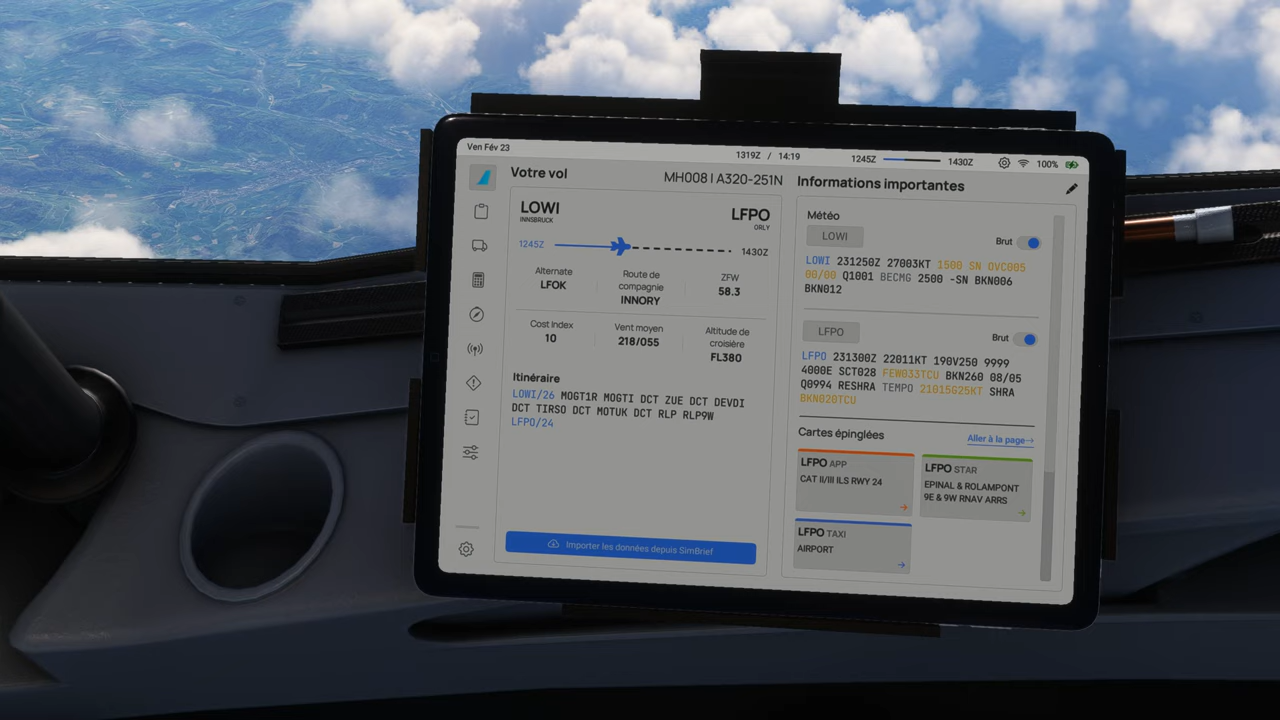 Ven Fév 23
1319Z / 14:19
1245Z 1430Z
100%
Votre vol
MH008 | A320-251N
LOWI LFPO
INNSBRUCK ORLY
1245Z 1430Z
Alternate
LFOK
Route de
compagnie
INNORY
ZFW
58.3
Cost Index
10
Vent moyen
218/055
Altitude de
croisière
FL380
Itinéraire
LOWI/26 MOGT1R MOGTI DCT ZUE DCT DEVDI
DCT TIRSO DCT MOTUK DCT RLP RLP9W
LFPO/24
Importer les données depuis SimBrief
Informations importantes
Météo
LOWI
Brut
LOWI 231250Z 27003KT 1500 SN OVC005
00/00 Q1001 BECMG 2500 -SN BKN006
BKN012
LFPO
Brut
LFPO 231300Z 22011KT 190V250 9999
4000E SCT028 FEW033TCU BKN260 08/05
Q0994 RESHRA TEMPO 21015G25KT SHRA
BKN020TCU
Cartes épinglées
Aller à la page→
LFPO APP
CAT II/III ILS RWY 24
LFPO STAR
EPINAL & ROLAMPONT
9E & 9W RNAV ARRS
LFPO TAXI
AIRPORT